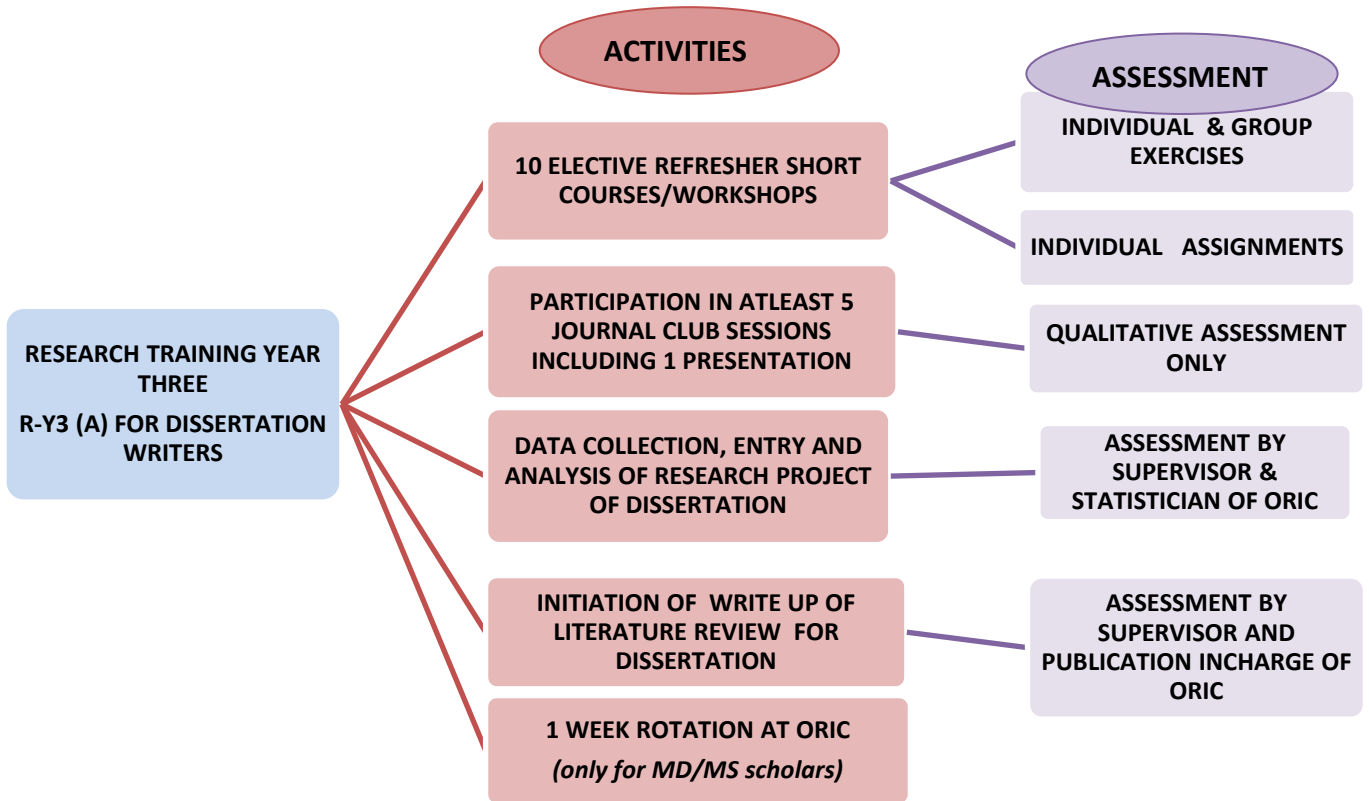 ACTIVITIES
ASSESSMENT
RESEARCH TRAINING YEAR
THREE
R-Y3 (A) FOR DISSERTATION
WRITERS
10 ELECTIVE REFRESHER SHORT
COURSES/WORKSHOPS
INDIVIDUAL & GROUP
EXERCISES
INDIVIDUAL ASSIGNMENTS
PARTICIPATION IN ATLEAST 5
JOURNAL CLUB SESSIONS
INCLUDING 1 PRESENTATION
QUALITATIVE ASSESSMENT
ONLY
DATA COLLECTION, ENTRY AND
ANALYSIS OF RESEARCH PROJECT
OF DISSERTATION
ASSESSMENT BY
SUPERVISOR &
STATISTICIAN OF ORIC
INITIATION OF WRITE UP OF
LITERATURE REVIEW FOR
DISSERTATION
ASSESSMENT BY
SUPERVISOR AND
PUBLICATION INCHARGE OF
ORIC
1 WEEK ROTATION AT ORIC
(only for MD/MS scholars)